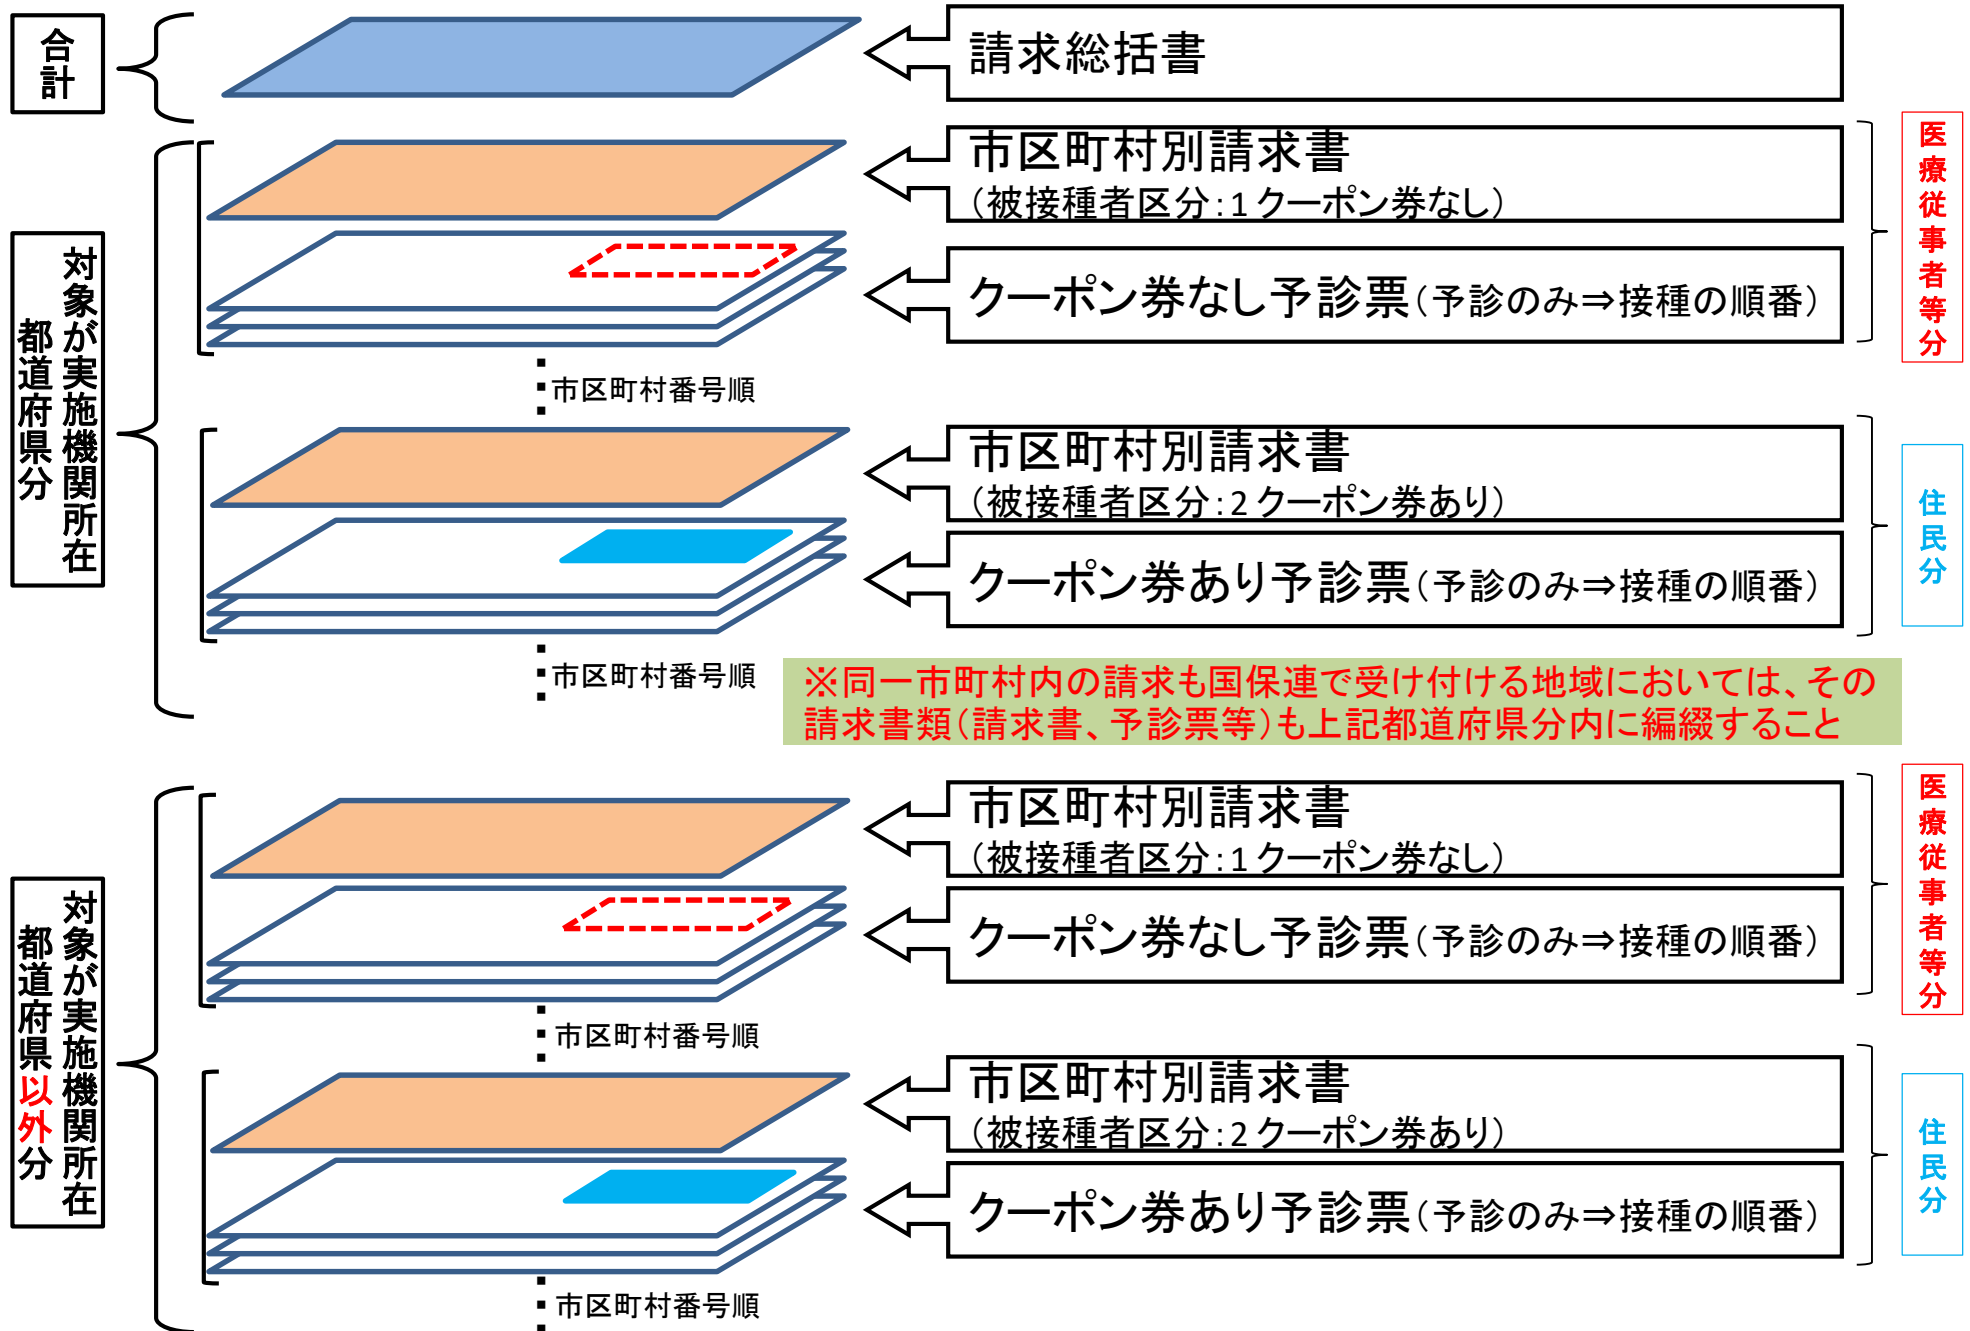 合計
請求総括書
対象が実施機関所在
都道府県分
市区町村別請求書
（被接種者区分：1 クーポン券なし）
クーポン券なし予診票（予診のみ⇒接種の順番）
医療従事者等分
市区町村番号順
市区町村別請求書
（被接種者区分：2 クーポン券あり）
クーポン券あり予診票（予診のみ⇒接種の順番）
住民分
市区町村番号順
※同一市町村内の請求も国保連で受け付ける地域においては、その
請求書類（請求書、予診票等）も上記都道府県分内に編綴すること
対象が実施機関所在
都道府県以外分
市区町村別請求書
（被接種者区分：1 クーポン券なし）
クーポン券なし予診票（予診のみ⇒接種の順番）
医療従事者等分
市区町村番号順
市区町村別請求書
（被接種者区分：2 クーポン券あり）
クーポン券あり予診票（予診のみ⇒接種の順番）
住民分
市区町村番号順